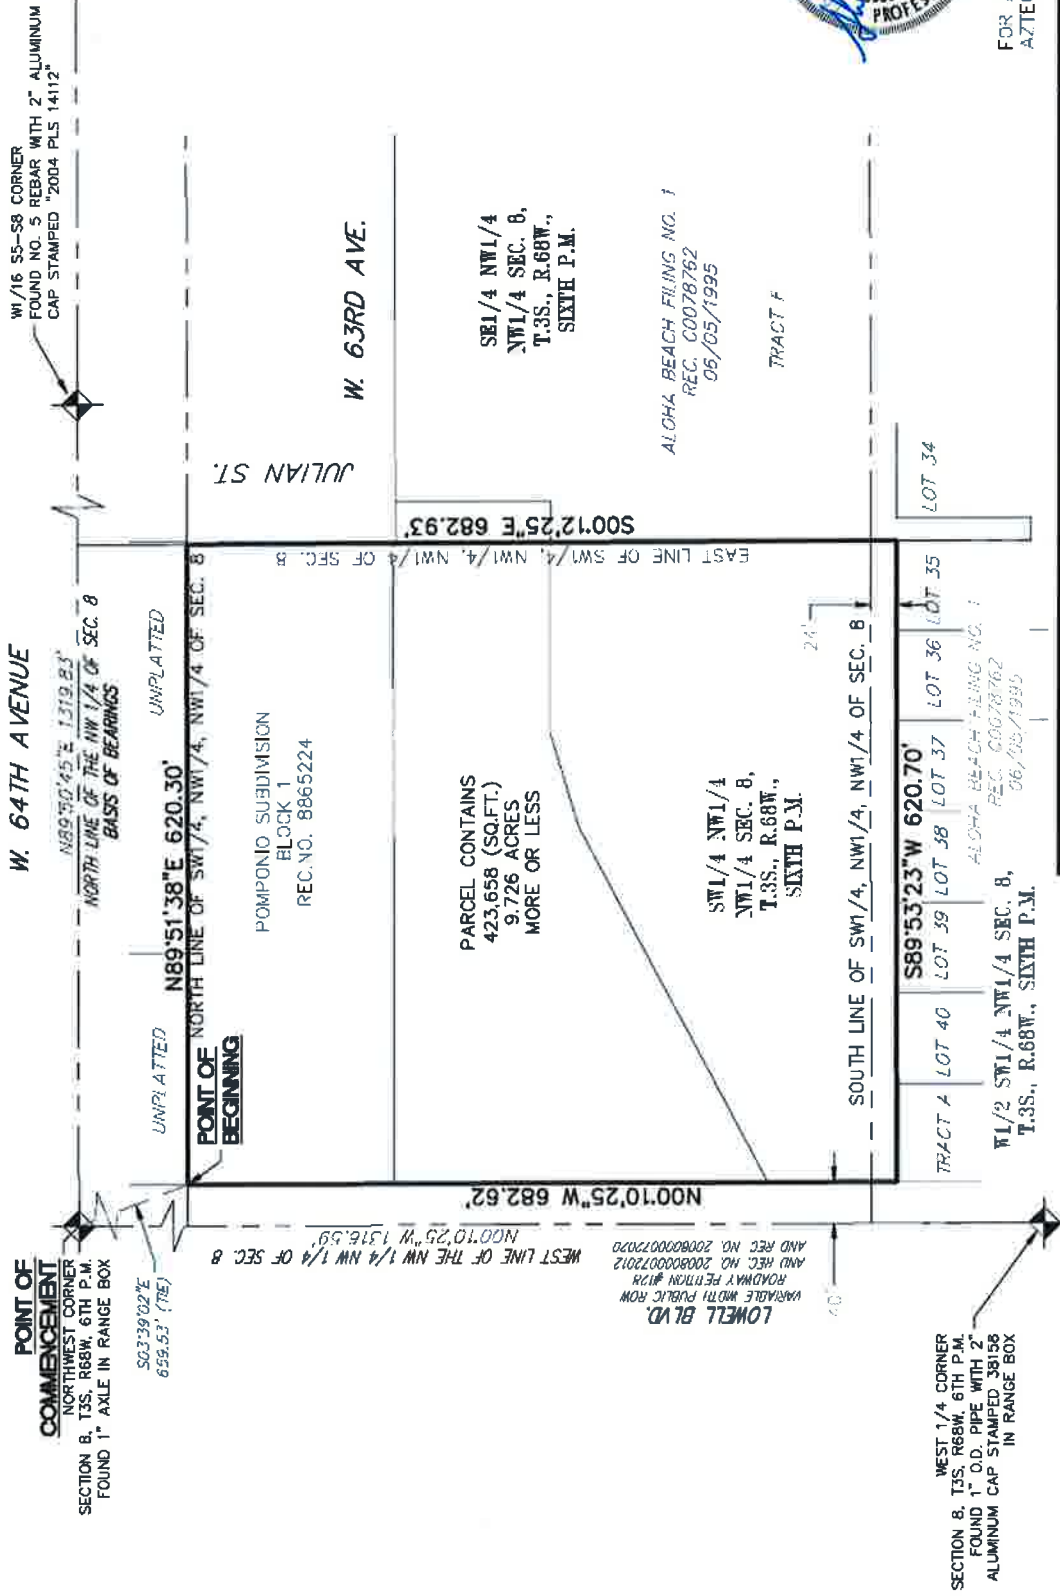 W. 64TH AVENUE
POINT OF
COMMENCEMENT
NORTHWEST CORNER
SECTION 8, T3S, R68W, 6TH P.M.
FOUND 1" AXLE IN RANGE BOX
S03°39'02"E
659.53' (TIE)
N89°50'45"E 1319.83'
NORTH LINE OF THE NW 1/4 OF SEC. 8
BASIS OF BEARINGS
W1/16 S5-S8 CORNER
FOUND NO. 5 REBAR WITH 2" ALUMINUM
CAP STAMPED "2004 PLS 14112"
UNPLATTED
UNPLATTED
N89°51'38"E 620.30'
NORTH LINE OF SW1/4, NW1/4, NW1/4 OF SEC. 8
POINT OF
BEGINNING
POMPONIO SUBDIVISION
BLOCK 1
REC.NO. 8865224
JULIAN ST.
W. 63RD AVE.
WEST LINE OF THE NW 1/4 NW 1/4 OF SEC 8
N00°10'25"W 1316.59'
N00°10'25"W 682.62'
PARCEL CONTAINS
423,658 (SQ.FT.)
9.726 ACRES
MORE OR LESS
EAST LINE OF SW1/4, NW1/4, NW1/4 OF SEC. 8
S00°12'25"E 682.93'
SE1/4 NW1/4
NW1/4 SEC. 8,
T.3S., R.68W.,
SIXTH P.M.
LOWELL BLVD.
VARIABLE WIDTH PUBLIC ROW
ROADWAY PETITION #128
AND REC. NO. 2008000072012
AND REC NO. 2008000072020
SW1/4 NW1/4
NW1/4 SEC. 8,
T.3S., R.68W.,
SIXTH P.M.
ALOHA BEACH FILING NO. 1
REC. C0078762
06/05/1995
TRACT F
40'
24'
SOUTH LINE OF SW1/4, NW1/4, NW1/4 OF SEC. 8
S89°53'23"W 620.70'
TRACT A LOT 40 LOT 39 LOT 38 LOT 37 LOT 36 LOT 35 LOT 34
ALOHA BEACH FILING NO. 1
REC. C0078762
06/05/1995
W1/2 SW1/4 NW1/4 SEC. 8,
T.3S., R.68W., SIXTH P.M.
WEST 1/4 CORNER
SECTION 8, T3S, R68W, 6TH P.M.
FOUND 1" O.D. PIPE WITH 2"
ALUMINUM CAP STAMPED 38158
IN RANGE BOX
FOR